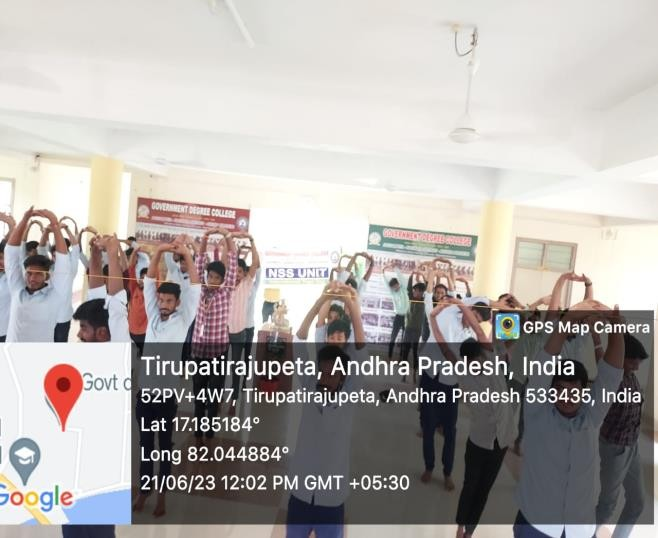 GOVERNMENT DEGREE COLLEGE
GOVERNMENT DEGREE COLLEGE
NSS UNIT
GPS Map Camera
Govt d
Google
Tirupatirajupeta, Andhra Pradesh, India
52PV+4W7, Tirupatirajupeta, Andhra Pradesh 533435, India
Lat 17.185184°
Long 82.044884°
21/06/23 12:02 PM GMT +05:30